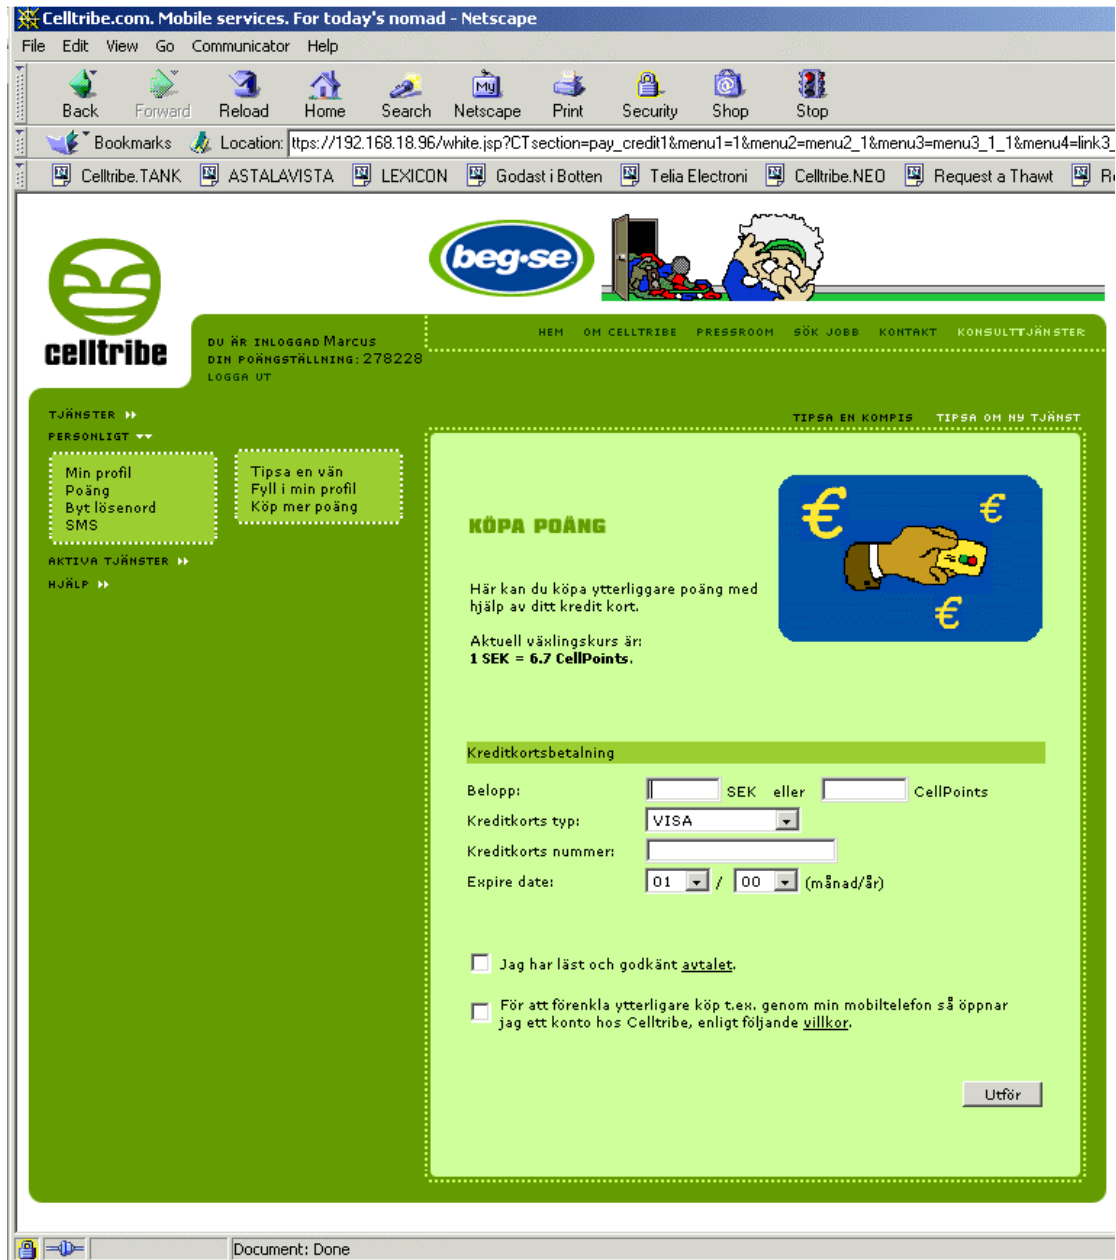 Celltribe.com. Mobile services. For today's nomad - Netscape
File Edit View Go Communicator Help
Back Forward Reload Home Search Netscape Print Security Shop Stop
My
Bookmarks Location: ttps://192.168.18.96/white.jsp?CTsection=pay_credit1&menu1=1&menu2=menu2_1&menu3=menu3_1_1&menu4=link3_
Celltribe.TANK ASTALAVISTA LEXICON Godast i Botten Telia Electroni Celltribe.NEO Request a Thawt R
beg•se
celltribe
DU ÄR INLOGGAD Marcus
DIN POÄNGSTÄLLNING: 278228
LOGGA UT
HEM OM CELLTRIBE PRESSROOM SÖK JOBB KONTAKT KONSULTTJÄNSTER
TJÄNSTER
PERSONLIGT
Min profil
Poäng
Byt lösenord
SMS
Tipsa en vän
Fyll i min profil
Köp mer poäng
AKTIVA TJÄNSTER
HJÄLP
TIPSA EN KOMPIS TIPSA OM NY TJÄNST
KÖPA POÄNG
€ € €
Här kan du köpa ytterliggare poäng med
hjälp av ditt kredit kort.
Aktuell växlingskurs är:
1 SEK = 6.7 CellPoints.
Kreditkortsbetalning
Belopp: SEK eller CellPoints
Kreditkorts typ: VISA
Kreditkorts nummer:
Expire date: 01 / 00 (månad/år)
Jag har läst och godkänt avtalet.
För att förenkla ytterligare köp t.ex. genom min mobiltelefon så öppnar
jag ett konto hos Celltribe, enligt följande villkor.
Utför
Document: Done